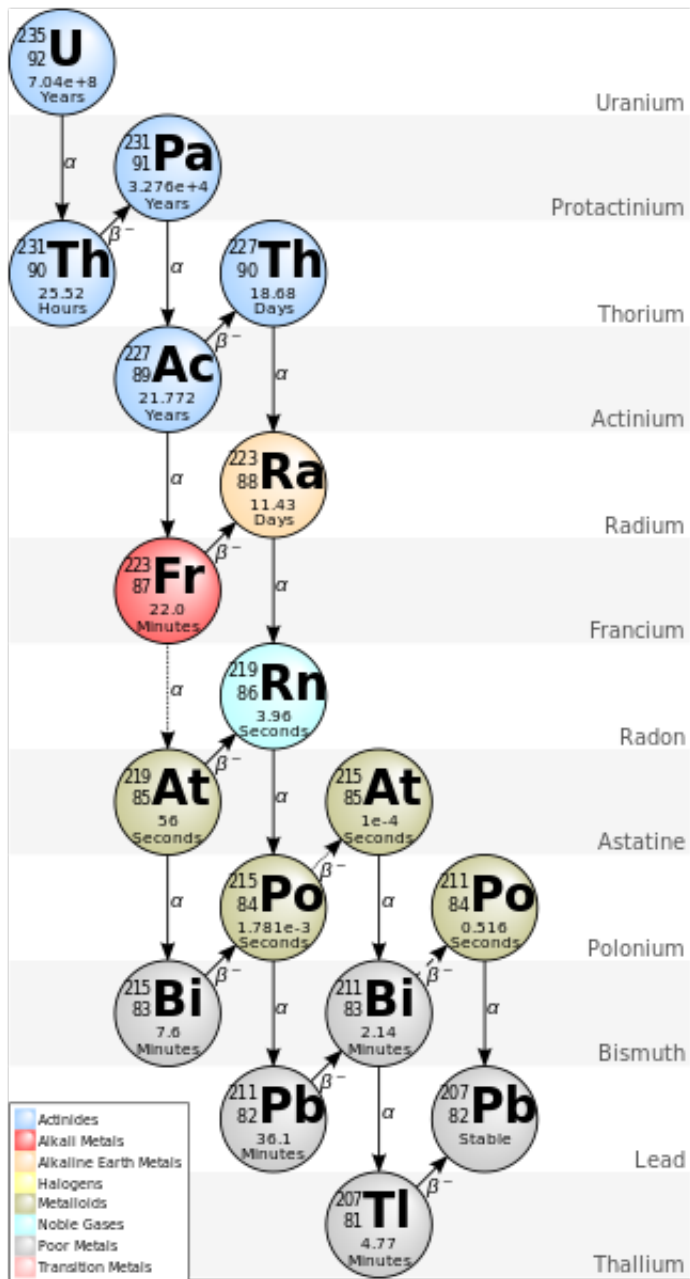 235
92
U
7.04e+8
Years
Uranium
α
231
91
Pa
3.276e+4
Years
Protactinium
β⁻
231
90
Th
25.52
Hours
α
227
90
Th
18.68
Days
Thorium
β⁻
227
89
Ac
21.772
Years
α
Actinium
α
223
88
Ra
11.43
Days
Radium
β⁻
223
87
Fr
22.0
Minutes
α
Francium
α
219
86
Rn
3.96
Seconds
Radon
β⁻
219
85
At
56
Seconds
α
215
85
At
1e-4
Seconds
Astatine
β⁻
α
215
84
Po
1.781e-3
Seconds
α
211
84
Po
0.516
Seconds
Polonium
β⁻
β⁻
215
83
Bi
7.6
Minutes
α
211
83
Bi
2.14
Minutes
α
Bismuth
β⁻
211
82
Pb
36.1
Minutes
α
207
82
Pb
Stable
Lead
β⁻
207
81
Tl
4.77
Minutes
Thallium
Actinides
Alkali Metals
Alkaline Earth Metals
Halogens
Metalloids
Noble Gases
Poor Metals
Transition Metals